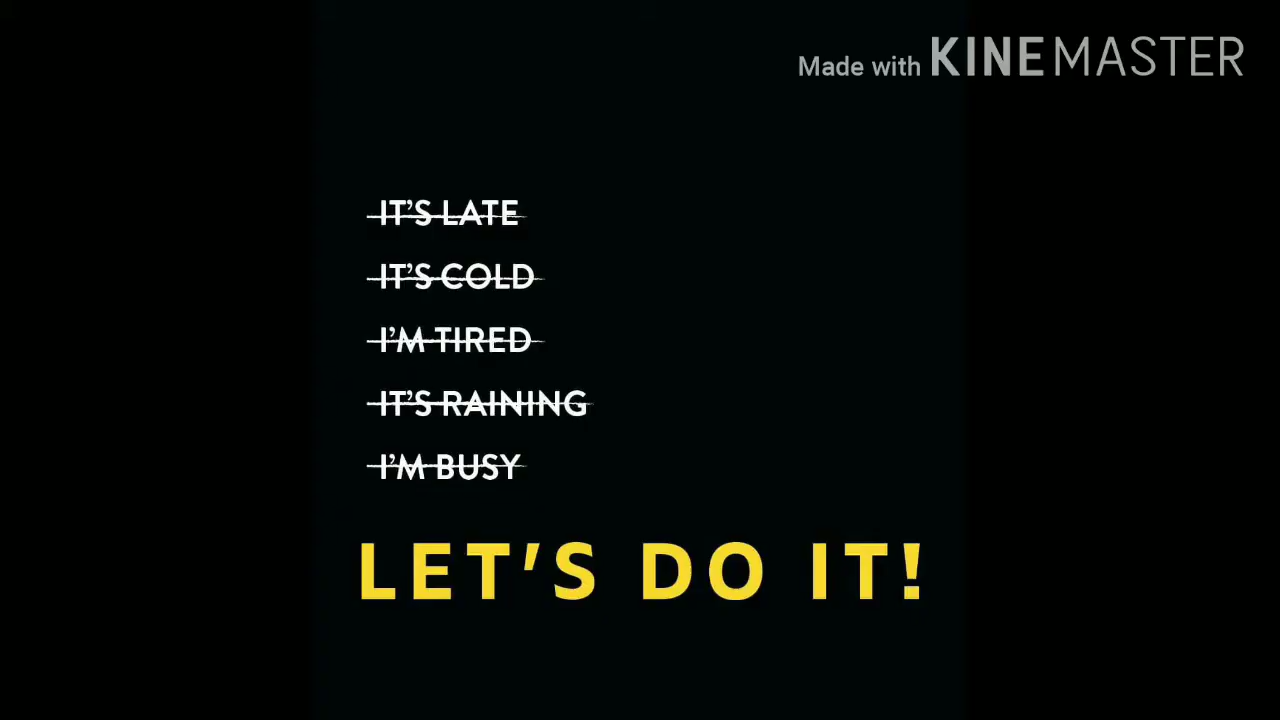 Made with KINEMASTER
IT'S LATE
IT'S COLD
I'M TIRED
IT'S RAINING
I'M BUSY
LET'S DO IT!